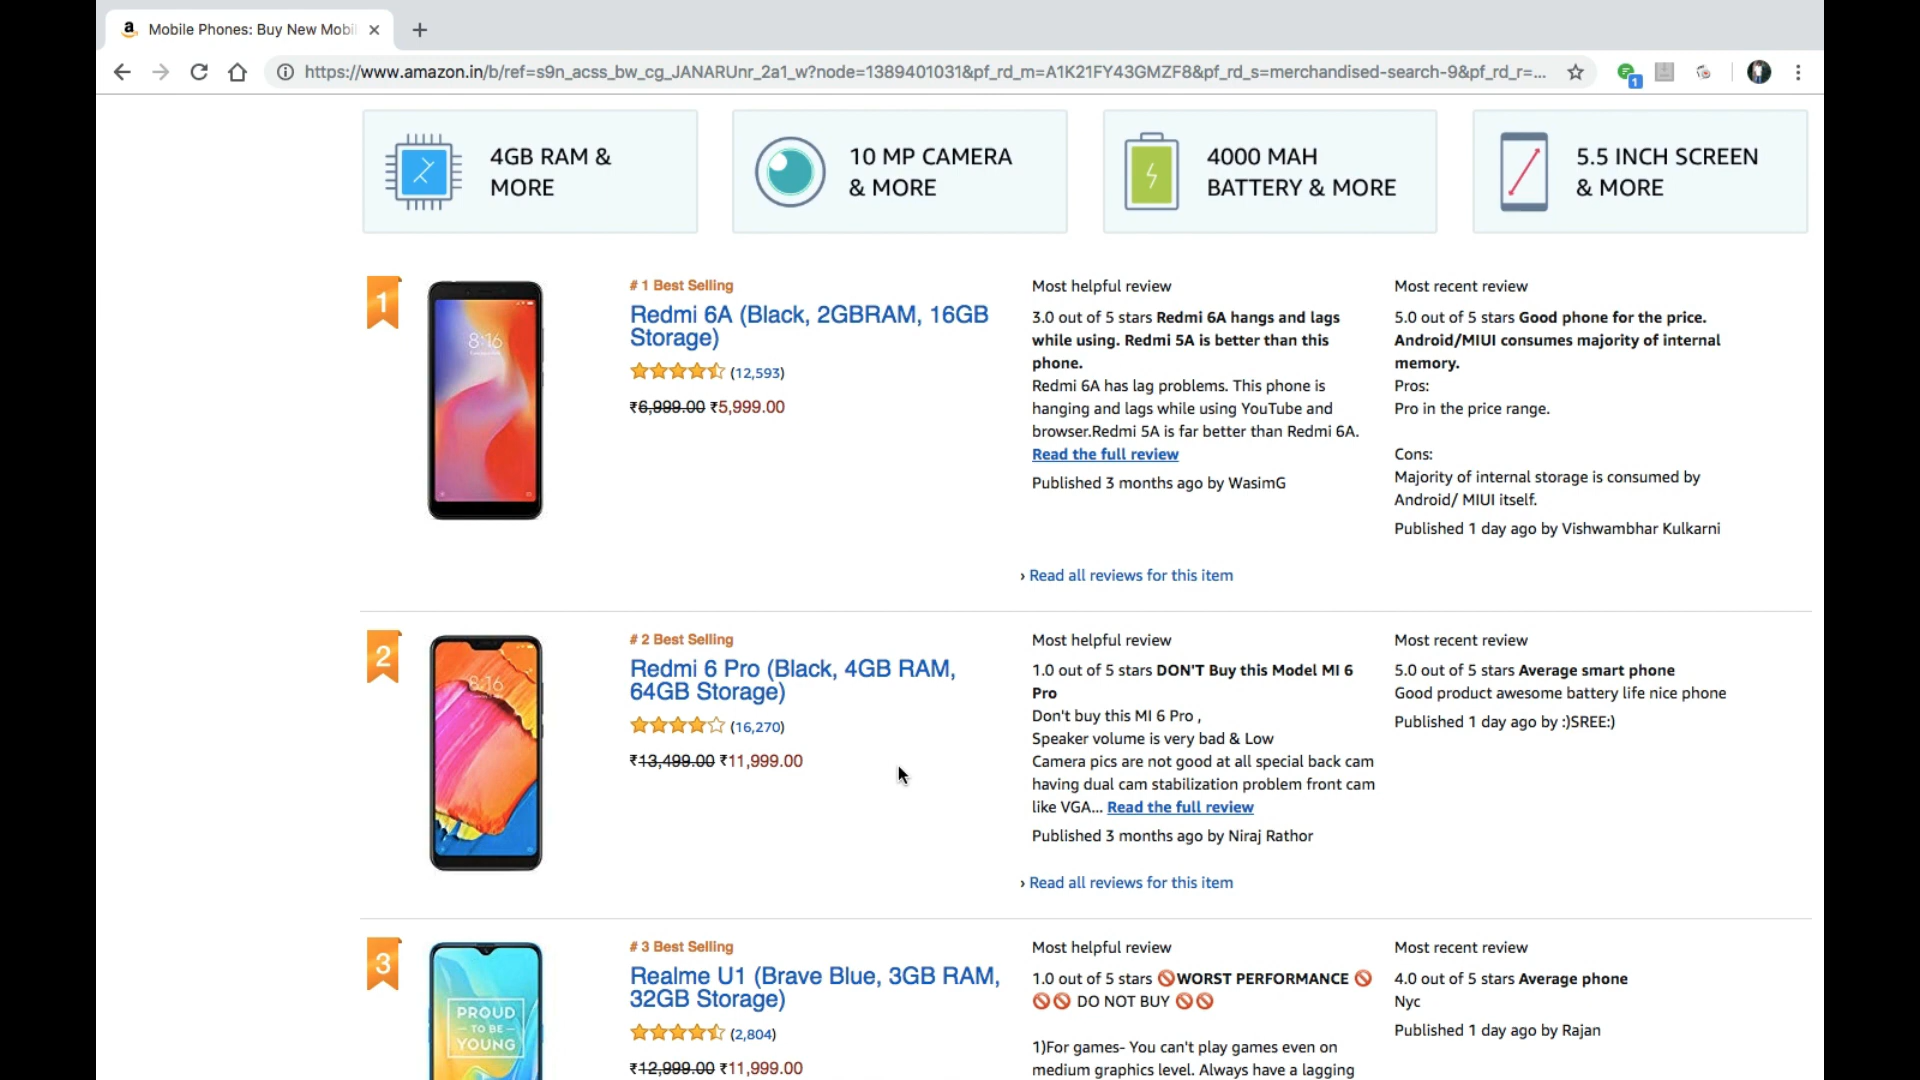 Mobile Phones: Buy New Mobi
https://www.amazon.in/b/ref=s9n_acss_bw_cg_JANARUnr_2a1_w?node=1389401031&pf_rd_m=A1K21FY43GMZF8&pf_rd_s=merchandised-search-9&pf_rd_r=...
1
4GB RAM &
MORE
10 MP CAMERA
& MORE
4000 MAH
BATTERY & MORE
5.5 INCH SCREEN
& MORE
1
8:16
# 1 Best Selling
Redmi 6A (Black, 2GBRAM, 16GB
Storage)
(12,593)
₹6,999.00 ₹5,999.00
Most helpful review
3.0 out of 5 stars Redmi 6A hangs and lags
while using. Redmi 5A is better than this
phone.
Redmi 6A has lag problems. This phone is
hanging and lags while using YouTube and
browser.Redmi 5A is far better than Redmi 6A.
Read the full review
Published 3 months ago by WasimG
Most recent review
5.0 out of 5 stars Good phone for the price.
Android/MIUI consumes majority of internal
memory.
Pros:
Pro in the price range.
Cons:
Majority of internal storage is consumed by
Android/ MIUI itself.
Published 1 day ago by Vishwambhar Kulkarni
› Read all reviews for this item
2
8:16
# 2 Best Selling
Redmi 6 Pro (Black, 4GB RAM,
64GB Storage)
(16,270)
₹13,499.00 ₹11,999.00
Most helpful review
1.0 out of 5 stars DON'T Buy this Model MI 6
Pro
Don't buy this MI 6 Pro ,
Speaker volume is very bad & Low
Camera pics are not good at all special back cam
having dual cam stabilization problem front cam
like VGA... Read the full review
Published 3 months ago by Niraj Rathor
Most recent review
5.0 out of 5 stars Average smart phone
Good product awesome battery life nice phone
Published 1 day ago by :)SREE:)
› Read all reviews for this item
3
PROUD
TO BE
YOUNG
# 3 Best Selling
Realme U1 (Brave Blue, 3GB RAM,
32GB Storage)
(2,804)
₹12,999.00 ₹11,999.00
Most helpful review
1.0 out of 5 stars 🚫WORST PERFORMANCE 🚫
🚫🚫 DO NOT BUY 🚫🚫
1)For games- You can't play games even on
medium graphics level. Always have a lagging
Most recent review
4.0 out of 5 stars Average phone
Nyc
Published 1 day ago by Rajan